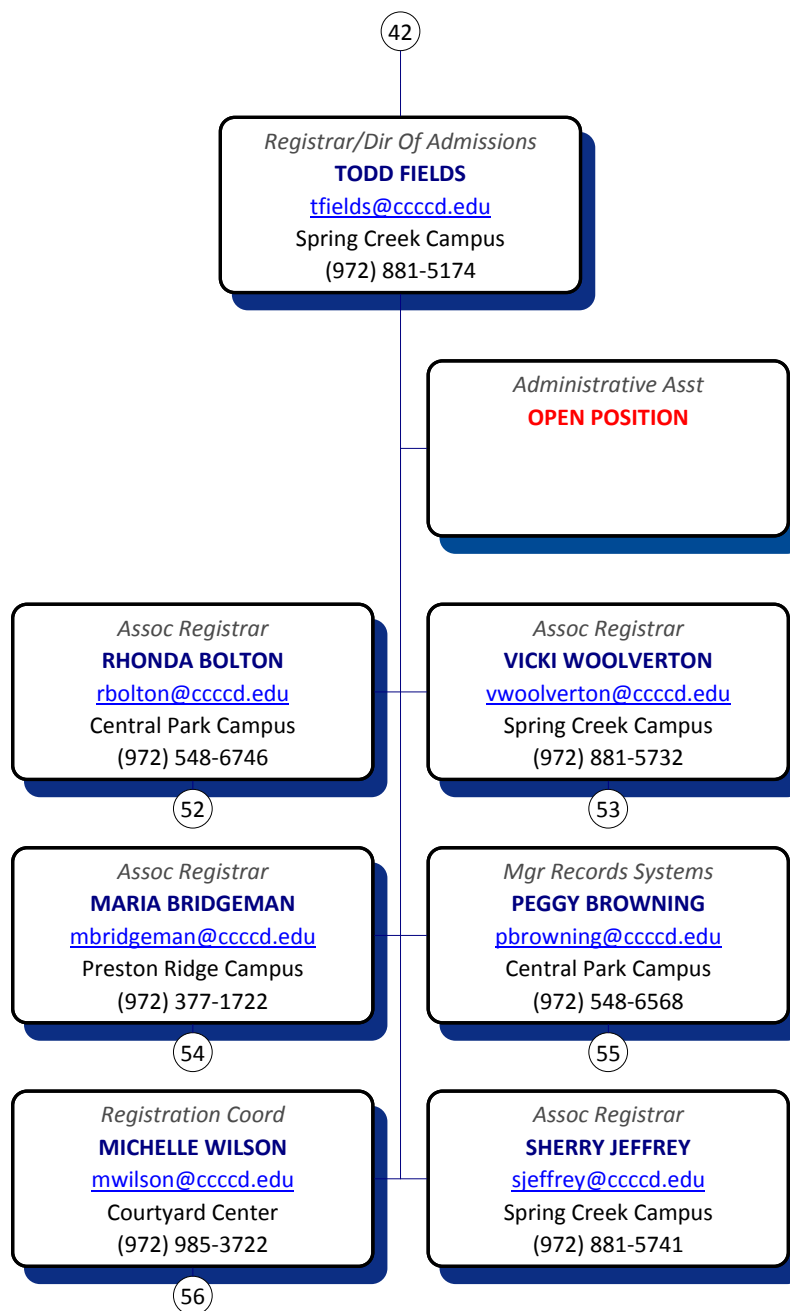 42
Registrar/Dir Of Admissions
TODD FIELDS
tfields@ccccd.edu
Spring Creek Campus
(972) 881-5174
Administrative Asst
OPEN POSITION
Assoc Registrar
RHONDA BOLTON
rbolton@ccccd.edu
Central Park Campus
(972) 548-6746
52
Assoc Registrar
VICKI WOOLVERTON
vwoolverton@ccccd.edu
Spring Creek Campus
(972) 881-5732
53
Assoc Registrar
MARIA BRIDGEMAN
mbridgeman@ccccd.edu
Preston Ridge Campus
(972) 377-1722
54
Mgr Records Systems
PEGGY BROWNING
pbrowning@ccccd.edu
Central Park Campus
(972) 548-6568
55
Registration Coord
MICHELLE WILSON
mwilson@ccccd.edu
Courtyard Center
(972) 985-3722
56
Assoc Registrar
SHERRY JEFFREY
sjeffrey@ccccd.edu
Spring Creek Campus
(972) 881-5741